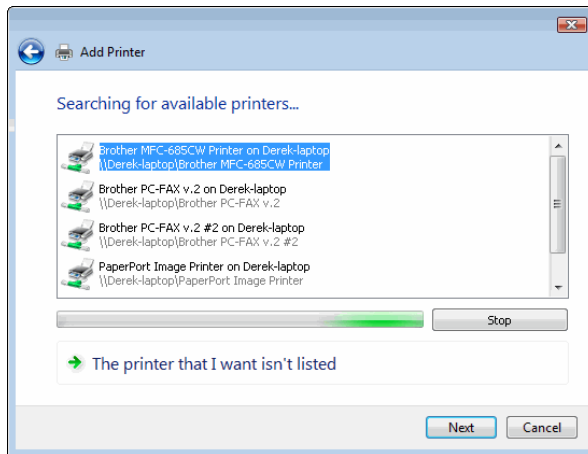 Add Printer
Searching for available printers...
Brother MFC-685CW Printer on Derek-laptop
\\Derek-laptop\Brother MFC-685CW Printer
Brother PC-FAX v.2 on Derek-laptop
\\Derek-laptop\Brother PC-FAX v.2
Brother PC-FAX v.2 #2 on Derek-laptop
\\Derek-laptop\Brother PC-FAX v.2 #2
PaperPort Image Printer on Derek-laptop
\\Derek-laptop\PaperPort Image Printer
Stop
The printer that I want isn't listed
Next
Cancel